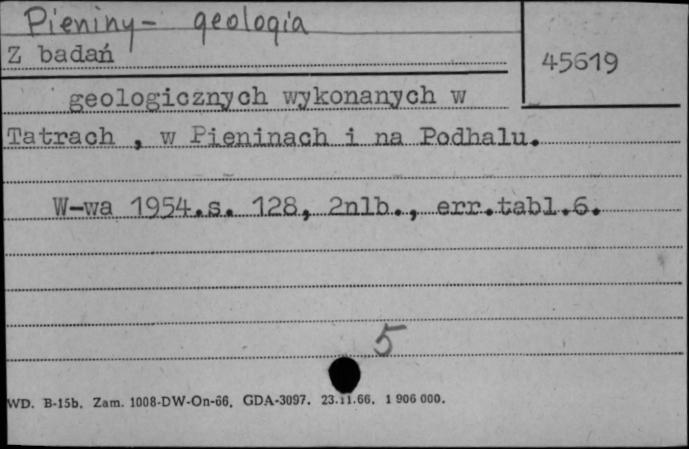 Pieniny - geologia
Z badań
45619
geologicznych wykonanych w
Tatrach , w Pieninach i na Podhalu.
W-wa 1954.s. 128, 2nlb., err.tabl.6.
5
WD. B-15b. Zam. 1008-DW-On-66. GDA-3097. 23.11.66. 1 906 000.